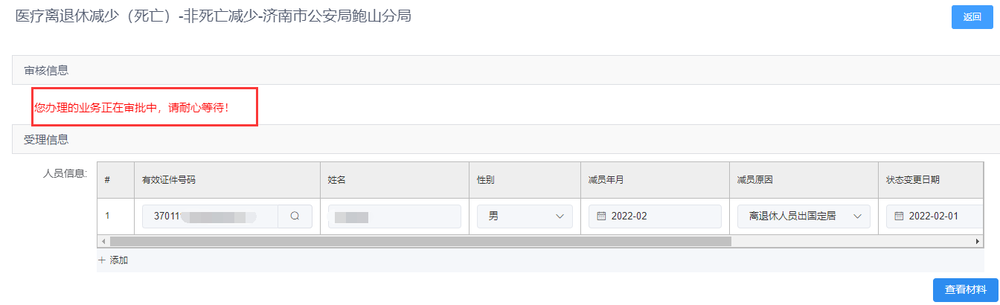 医疗离退休减少（死亡）-非死亡减少-济南市公安局鲍山分局
返回
审核信息
您办理的业务正在审批中，请耐心等待！
受理信息
人员信息:
# 有效证件号码 姓名 性别 减员年月 减员原因 状态变更日期
1 37011 男 2022-02 离退休人员出国定居 2022-02-01
+ 添加
查看材料